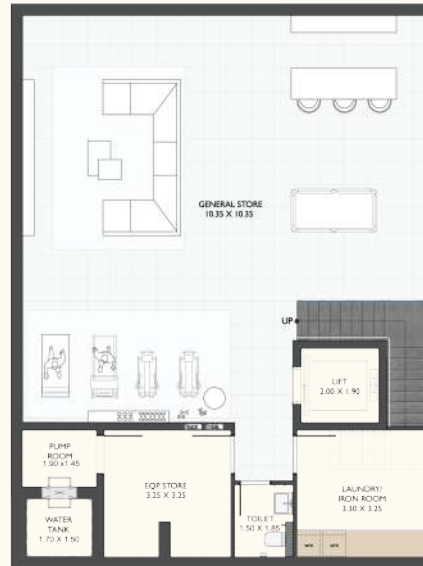 GENERAL STORE
10.35 X 10.35
UP
LIFT
2.00 X 1.90
PUMP
ROOM
1.90 x1.45
EQP STORE
3.25 X 3.25
LAUNDRY/
IRON ROOM
3.30 X 3.25
WATER
TANK
1.70 X 1.50
TOILET
1.50 X 1.85